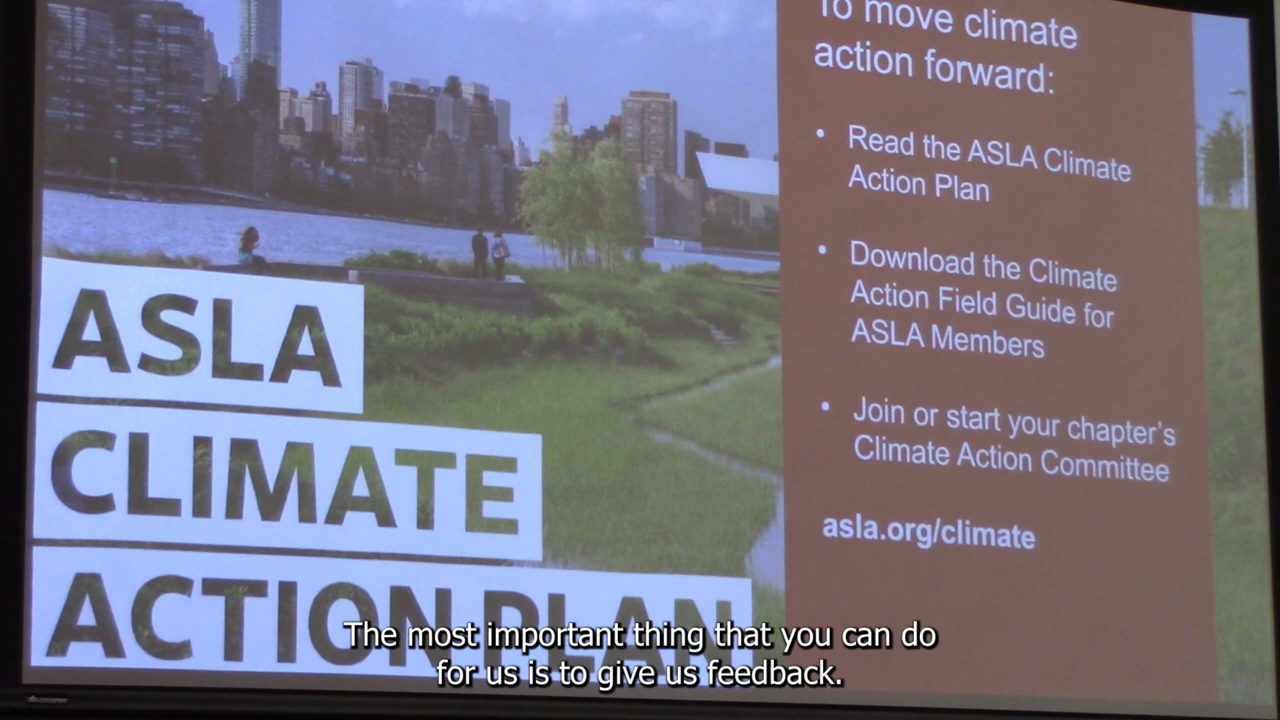 To move climate
action forward:
• Read the ASLA Climate
Action Plan
• Download the Climate
Action Field Guide for
ASLA Members
• Join or start your chapter's
Climate Action Committee
asla.org/climate
ASLA
CLIMATE
ACTION PLAN
The most important thing that you can do
for us is to give us feedback.